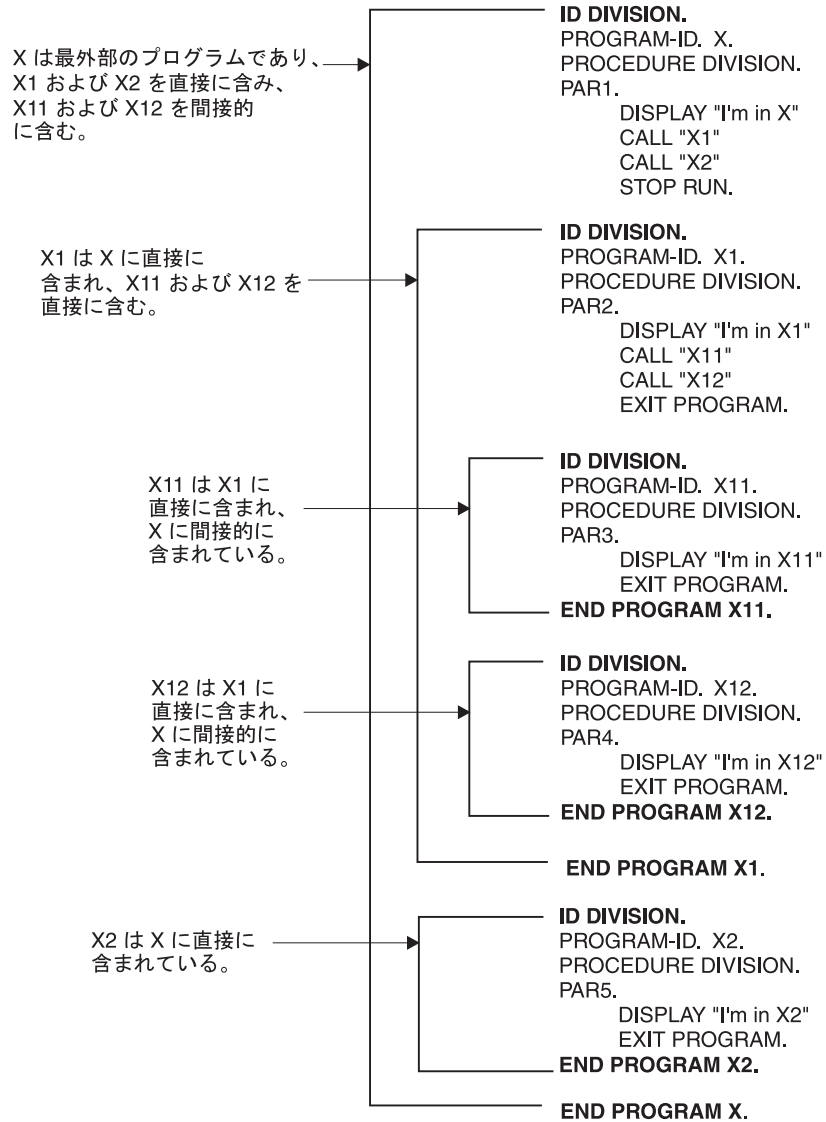 X は最外部のプログラムであり、
X1 および X2 を直接に含み、
X11 および X12 を間接的
に含む。
ID DIVISION.
PROGRAM-ID. X.
PROCEDURE DIVISION.
PAR1.
DISPLAY "I'm in X"
CALL "X1"
CALL "X2"
STOP RUN.
X1 は X に直接に
含まれ、X11 および X12 を
直接に含む。
ID DIVISION.
PROGRAM-ID. X1.
PROCEDURE DIVISION.
PAR2.
DISPLAY "I'm in X1"
CALL "X11"
CALL "X12"
EXIT PROGRAM.
X11 は X1 に
直接に含まれ、
X に間接的に
含まれている。
ID DIVISION.
PROGRAM-ID. X11.
PROCEDURE DIVISION.
PAR3.
DISPLAY "I'm in X11"
EXIT PROGRAM.
END PROGRAM X11.
X12 は X1 に
直接に含まれ、
X に間接的に
含まれている。
ID DIVISION.
PROGRAM-ID. X12.
PROCEDURE DIVISION.
PAR4.
DISPLAY "I'm in X12"
EXIT PROGRAM.
END PROGRAM X12.
END PROGRAM X1.
X2 は X に直接に
含まれている。
ID DIVISION.
PROGRAM-ID. X2.
PROCEDURE DIVISION.
PAR5.
DISPLAY "I'm in X2"
EXIT PROGRAM.
END PROGRAM X2.
END PROGRAM X.